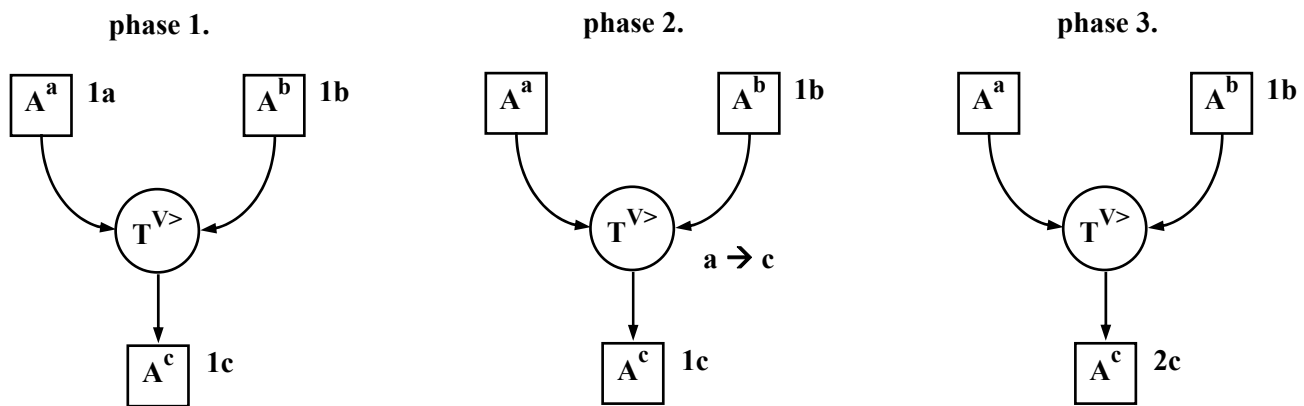 phase 1. phase 2. phase 3.
A^a 1a A^b 1b A^a A^b 1b A^a A^b 1b
T^V> T^V> T^V>
a → c
A^c 1c A^c 1c A^c 2c